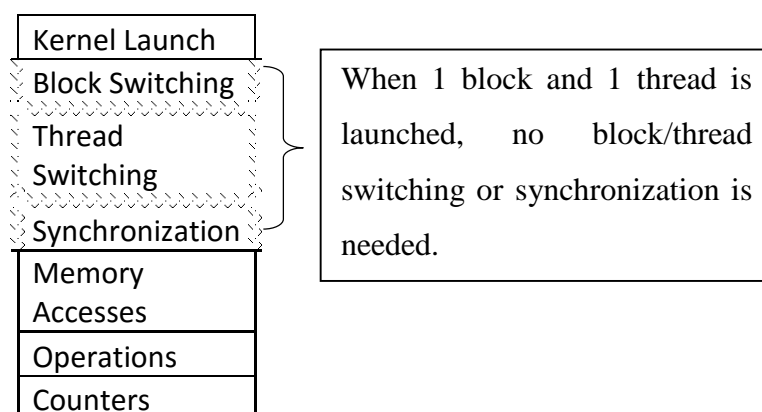 Kernel Launch
Block Switching
Thread
Switching
Synchronization
Memory
Accesses
Operations
Counters
When 1 block and 1 thread is
launched, no block/thread
switching or synchronization is
needed.